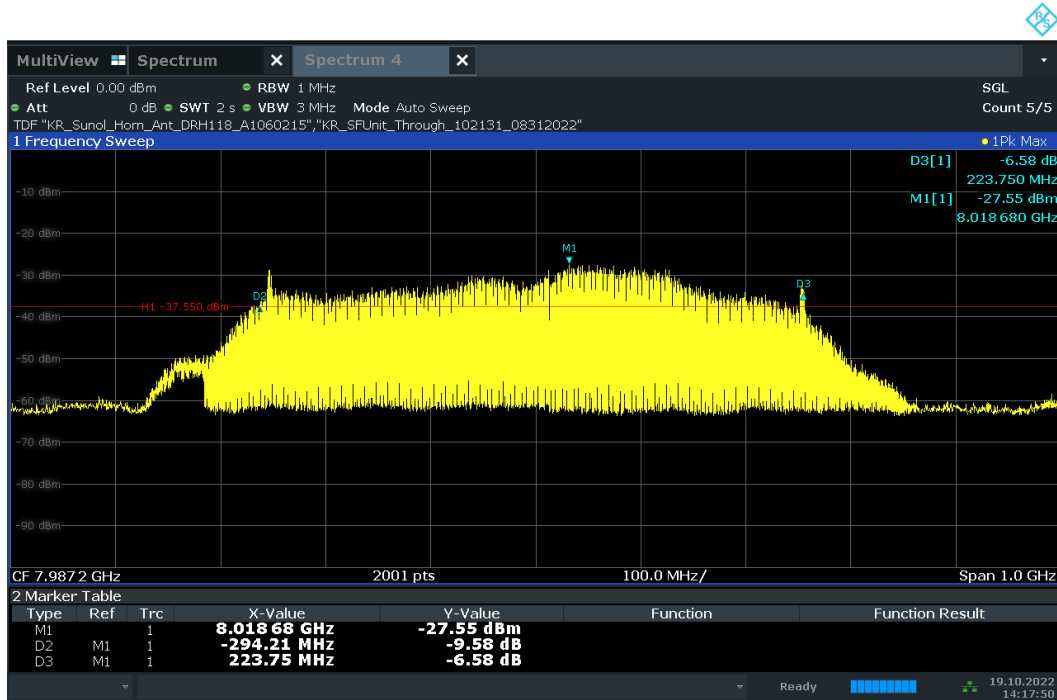 R S
MultiView Spectrum X Spectrum 4 X
Ref Level 0.00 dBm RBW 1 MHz SGL
Att 0 dB SWT 2 s VBW 3 MHz Mode Auto Sweep Count 5/5
TDF "KR_Sunol_Horn_Ant_DRH118_A1060215","KR_SFUnit_Through_102131_08312022"
1 Frequency Sweep 1Pk Max
D3[1] -6.58 dB
223.750 MHz
-10 dBm
M1[1] -27.55 dBm
8.018 680 GHz
-20 dBm
M1
-30 dBm
D3
D2
H1 -37.550 dBm
-40 dBm
-50 dBm
-60 dBm
-70 dBm
-80 dBm
-90 dBm
CF 7.987 2 GHz 2001 pts 100.0 MHz/ Span 1.0 GHz
2 Marker Table
Type Ref Trc X-Value Y-Value Function Function Result
M1 1 8.018 68 GHz -27.55 dBm
D2 M1 1 -294.21 MHz -9.58 dB
D3 M1 1 223.75 MHz -6.58 dB
Ready 19.10.2022
14:17:50